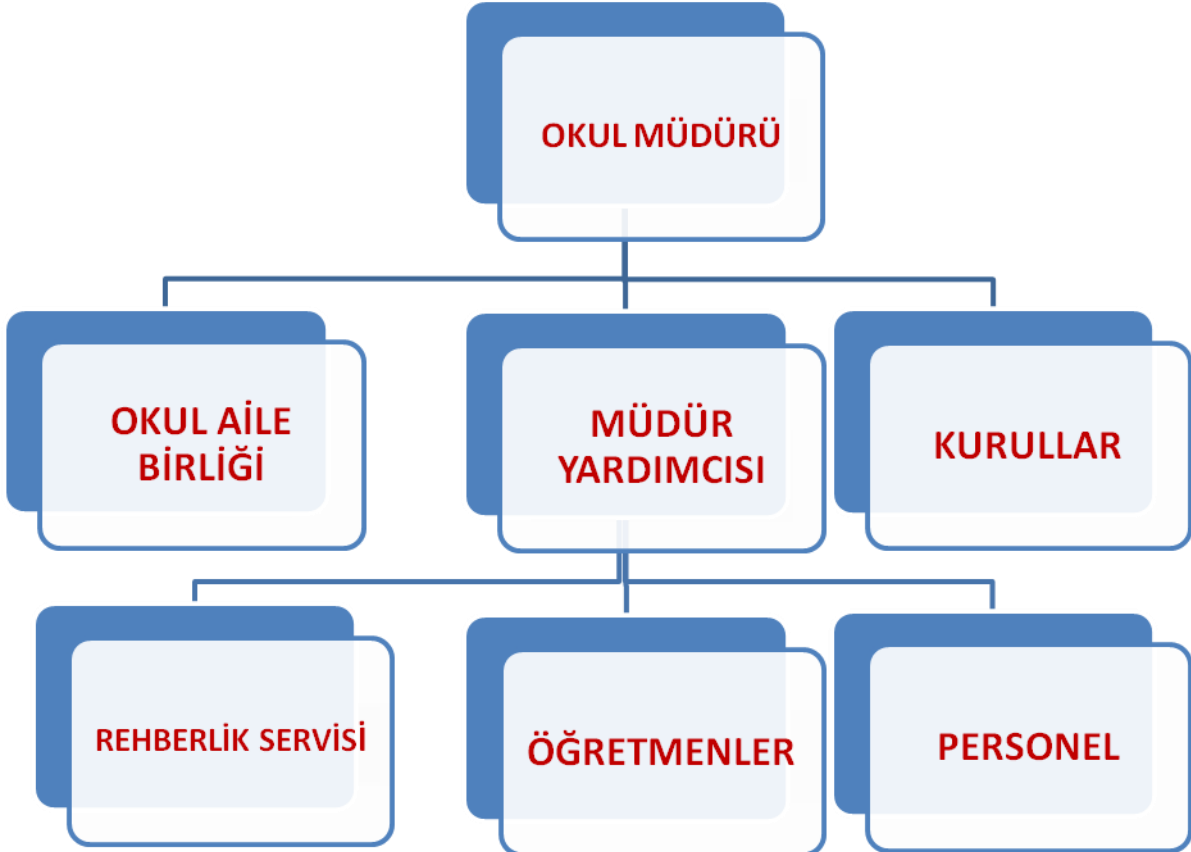 OKUL MÜDÜRÜ
OKUL AİLE
BİRLİĞİ
MÜDÜR
YARDIMCISI
KURULLAR
REHBERLİK SERVİSİ
ÖĞRETMENLER
PERSONEL